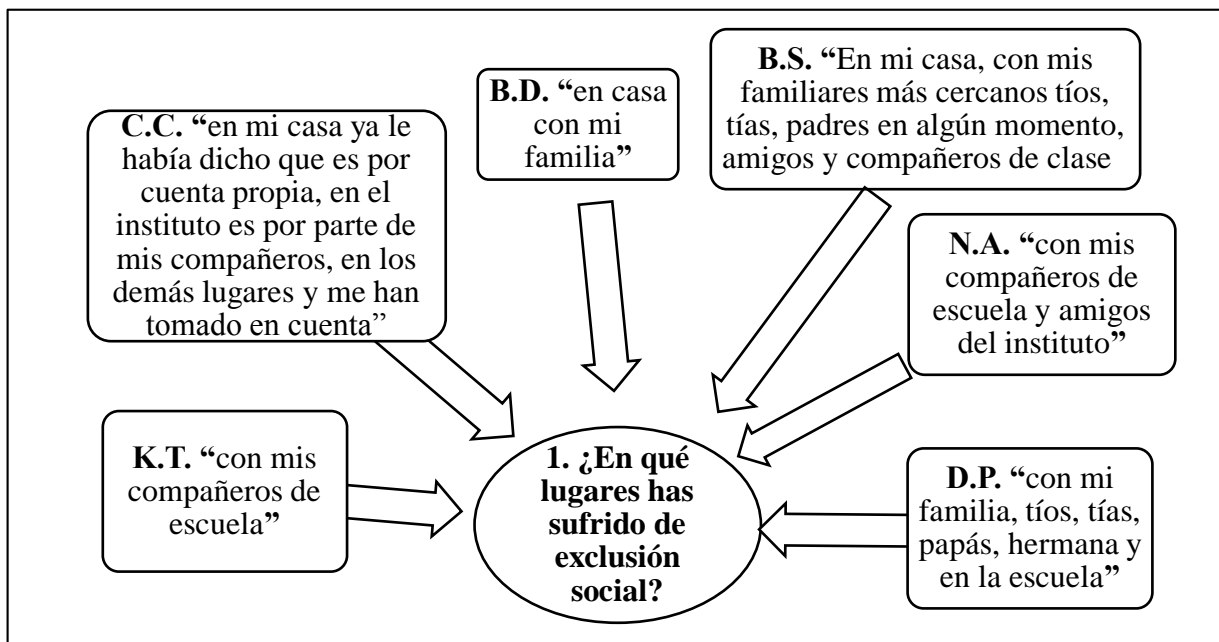 C.C. “en mi casa ya le
había dicho que es por
cuenta propia, en el
instituto es por parte de
mis compañeros, en los
demás lugares y me han
tomado en cuenta”
B.D. “en casa
con mi
familia”
B.S. “En mi casa, con mis
familiares más cercanos tíos,
tías, padres en algún momento,
amigos y compañeros de clase
N.A. “con mis
compañeros de
escuela y amigos
del instituto”
K.T. “con mis
compañeros de
escuela”
1. ¿En qué
lugares has
sufrido de
exclusión
social?
D.P. “con mi
familia, tíos, tías,
papás, hermana y
en la escuela”